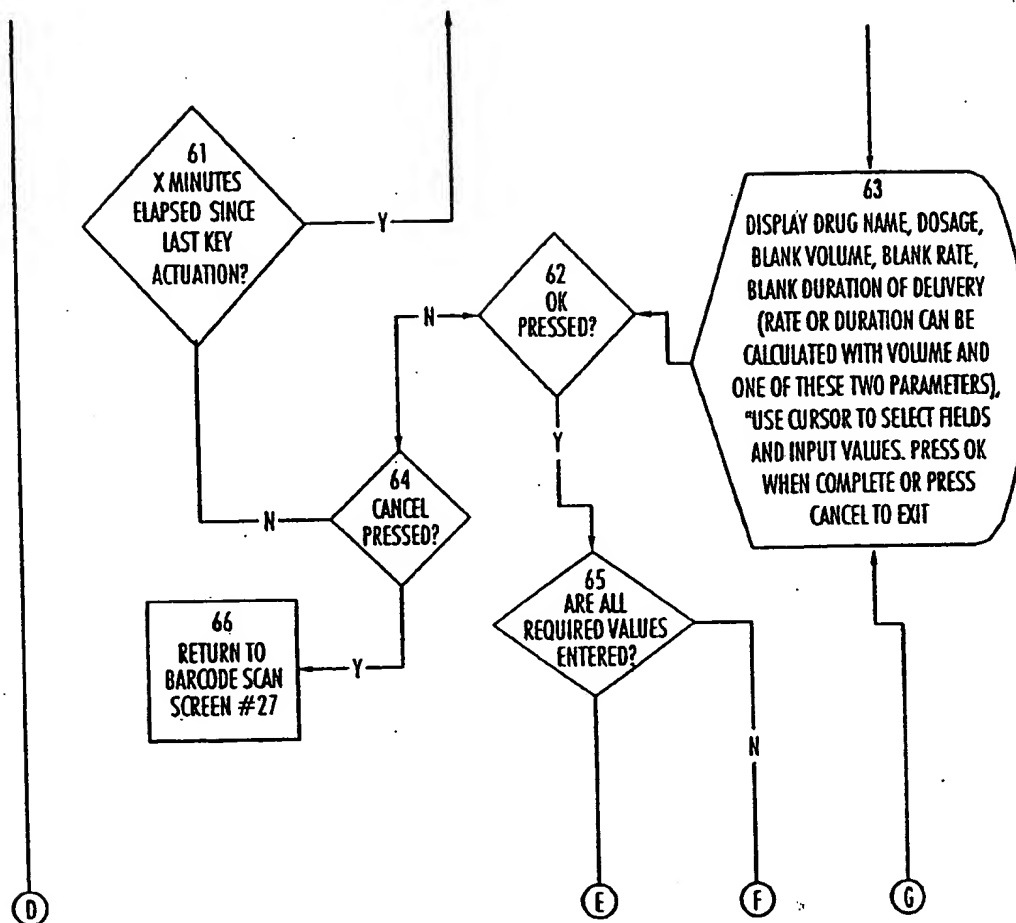 61
X MINUTES
ELAPSED SINCE
LAST KEY
ACTUATION?
Y
62
OK
PRESSED?
N
Y
63
DISPLAY DRUG NAME, DOSAGE,
BLANK VOLUME, BLANK RATE,
BLANK DURATION OF DELIVERY
(RATE OR DURATION CAN BE
CALCULATED WITH VOLUME AND
ONE OF THESE TWO PARAMETERS),
"USE CURSOR TO SELECT FIELDS
AND INPUT VALUES. PRESS OK
WHEN COMPLETE OR PRESS
CANCEL TO EXIT
64
CANCEL
PRESSED?
N
Y
65
ARE ALL
REQUIRED VALUES
ENTERED?
N
66
RETURN TO
BARCODE SCAN
SCREEN #27
D
E
F
G